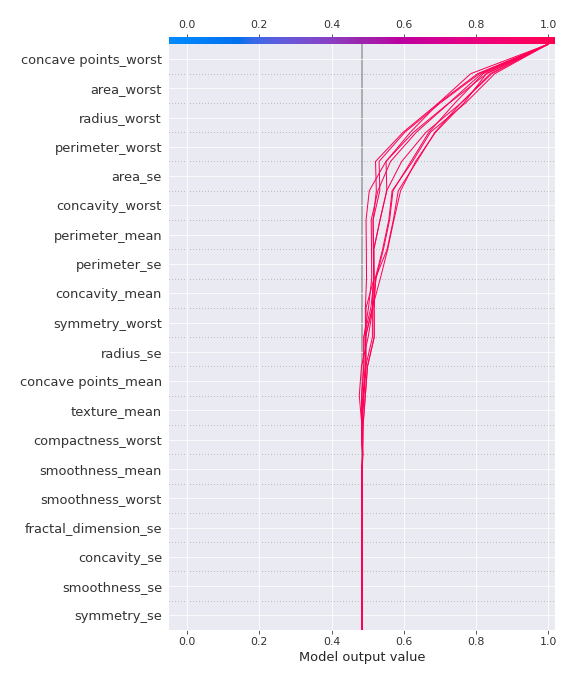 0.0 0.2 0.4 0.6 0.8 1.0
concave points_worst
area_worst
radius_worst
perimeter_worst
area_se
concavity_worst
perimeter_mean
perimeter_se
concavity_mean
symmetry_worst
radius_se
concave points_mean
texture_mean
compactness_worst
smoothness_mean
smoothness_worst
fractal_dimension_se
concavity_se
smoothness_se
symmetry_se
0.0 0.2 0.4 0.6 0.8 1.0
Model output value